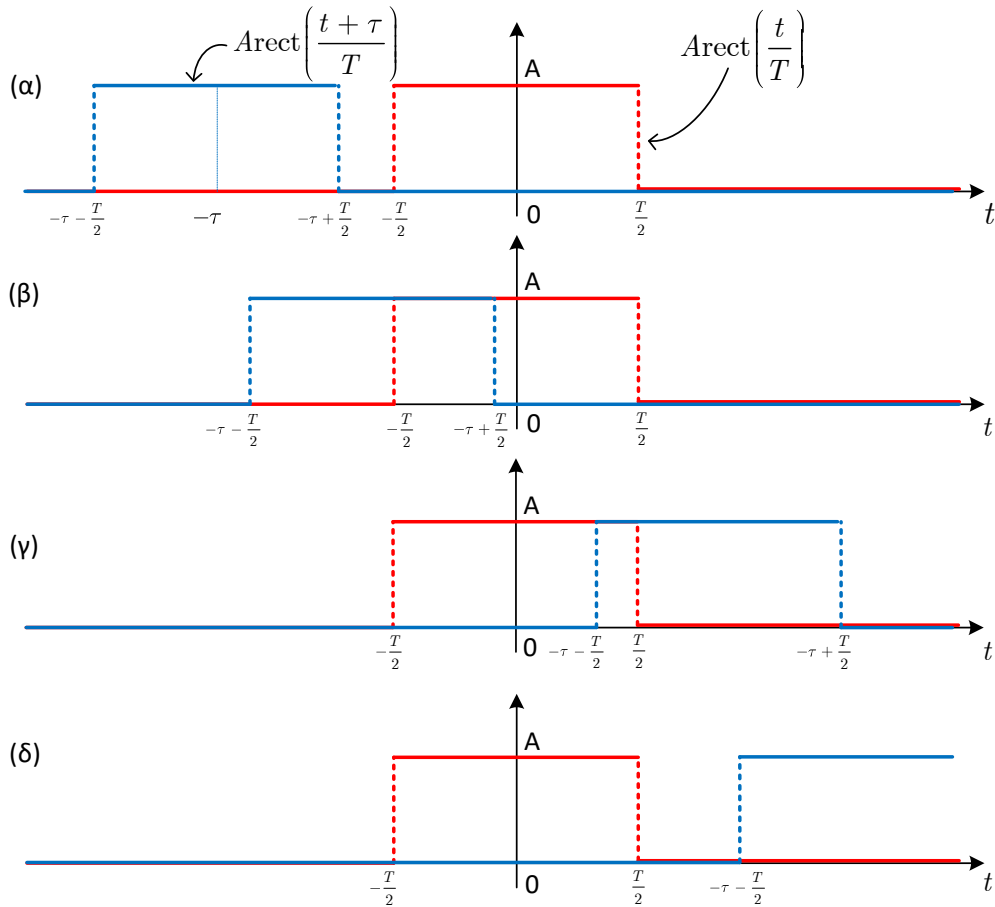 Arect((t + τ)/T)
Arect(t/T)
(α)
A
−τ − T/2
−τ
−τ + T/2
−T/2
0
T/2
t
(β)
A
−τ − T/2
−T/2
−τ + T/2
0
T/2
t
(γ)
A
−T/2
0
−τ − T/2
T/2
−τ + T/2
t
(δ)
A
−T/2
0
T/2
−τ − T/2
t